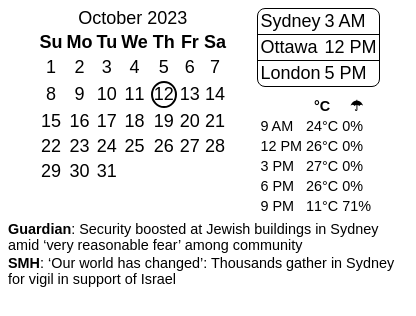 October 2023
Su Mo Tu We Th Fr Sa
1 2 3 4 5 6 7
8 9 10 11 12 13 14
15 16 17 18 19 20 21
22 23 24 25 26 27 28
29 30 31
Sydney 3 AM
Ottawa 12 PM
London 5 PM
°C ☂
9 AM 24°C 0%
12 PM 26°C 0%
3 PM 27°C 0%
6 PM 26°C 0%
9 PM 11°C 71%
Guardian: Security boosted at Jewish buildings in Sydney
amid ‘very reasonable fear’ among community
SMH: ‘Our world has changed’: Thousands gather in Sydney
for vigil in support of Israel